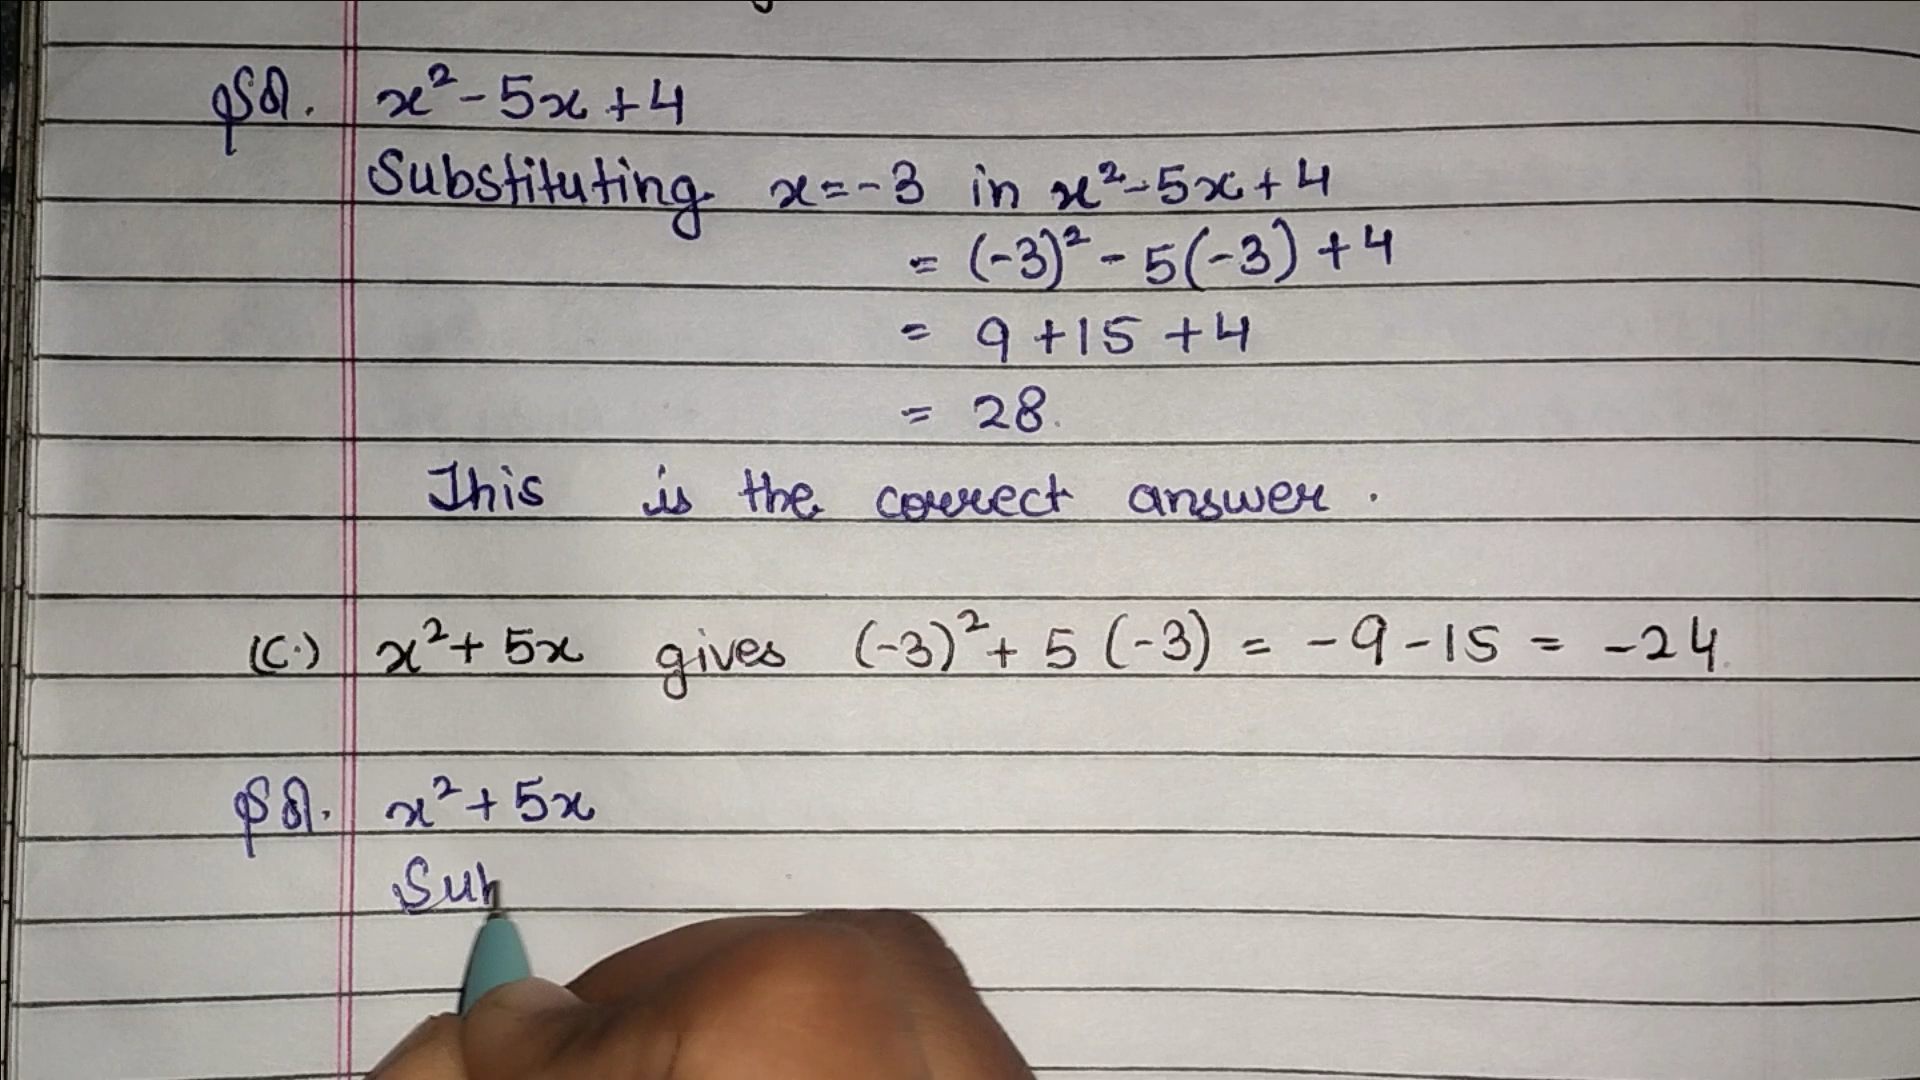 Sol. x² - 5x + 4
Substituting x = -3 in x² - 5x + 4
= (-3)² - 5(-3) + 4
= 9 + 15 + 4
= 28.
This is the correct answer.
(C.) x² + 5x gives (-3)² + 5 (-3) = -9 - 15 = -24.
Sol. x² + 5x
Sub